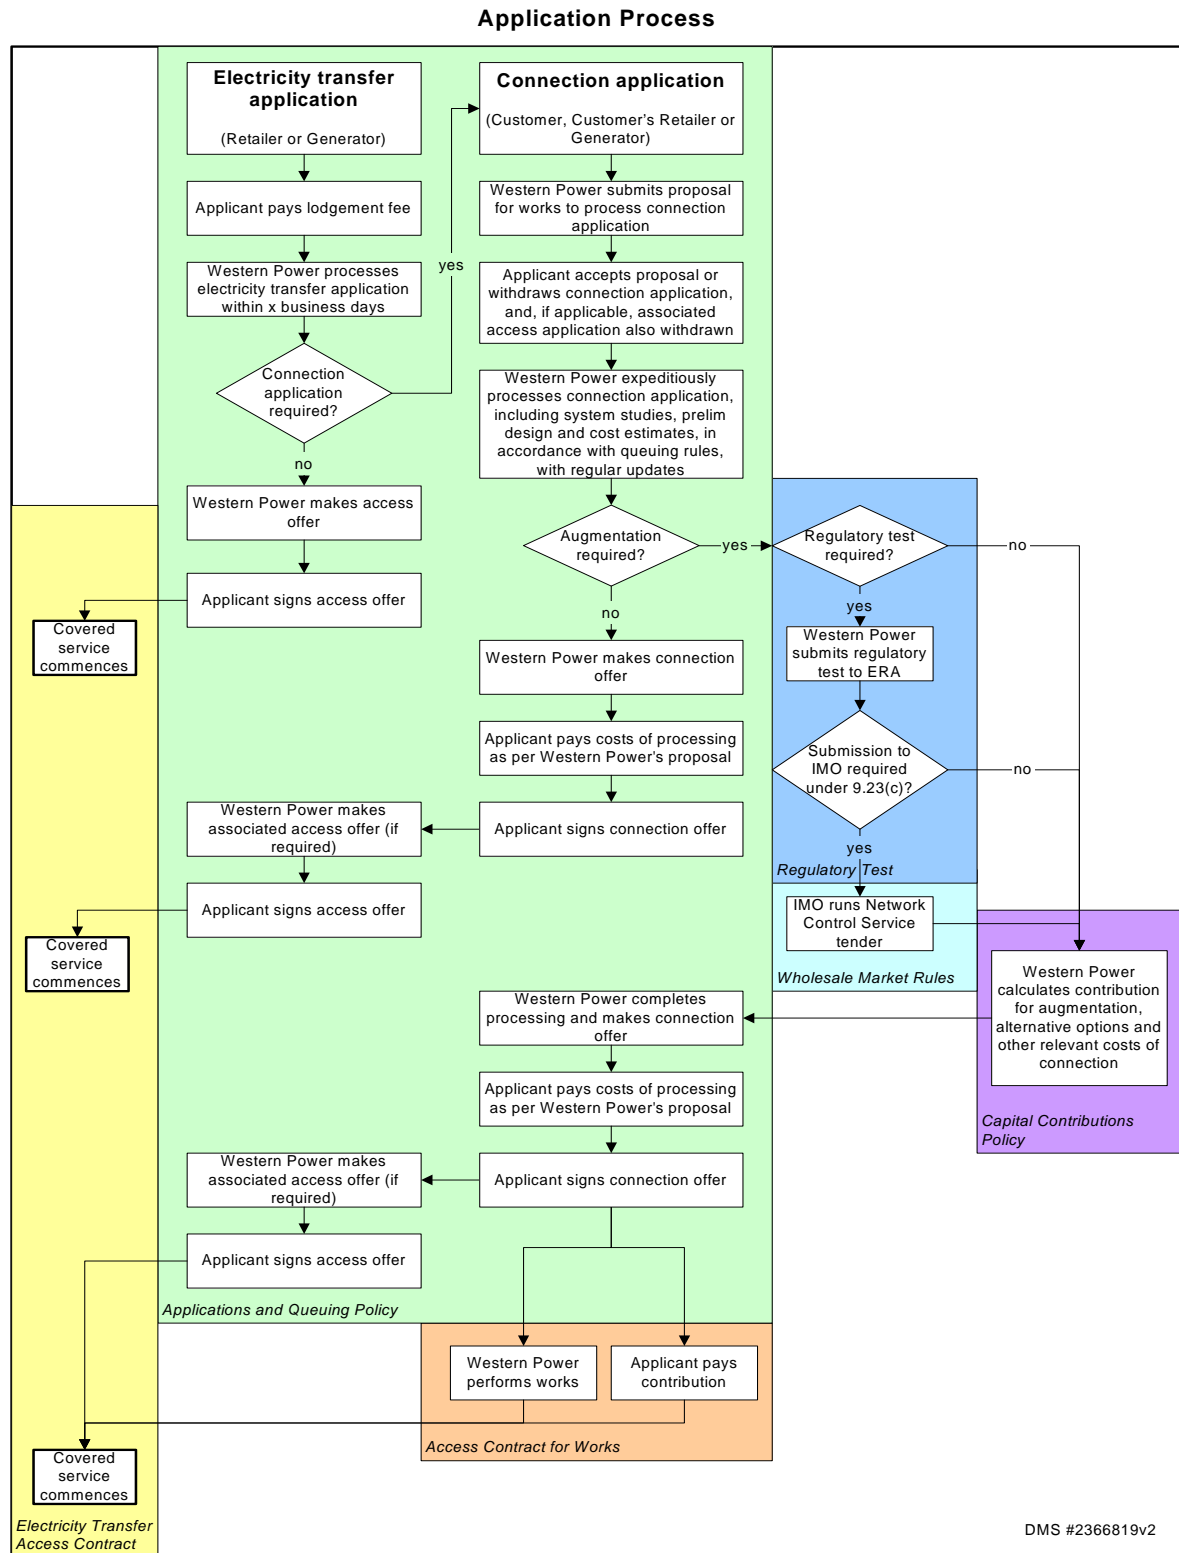 Application Process
Electricity transfer
application
(Retailer or Generator)
Connection application
(Customer, Customer's Retailer or
Generator)
Applicant pays lodgement fee
Western Power submits proposal
for works to process connection
application
Western Power processes
electricity transfer application
within x business days
yes
Applicant accepts proposal or
withdraws connection application,
and, if applicable, associated
access application also withdrawn
Connection
application
required?
Western Power expeditiously
processes connection application,
including system studies, prelim
design and cost estimates, in
accordance with queuing rules,
with regular updates
no
Western Power makes access
offer
Augmentation
required?
yes
Regulatory test
required?
no
Applicant signs access offer
no
yes
Covered
service
commences
Western Power
submits regulatory
test to ERA
Western Power makes connection
offer
Applicant pays costs of processing
as per Western Power's proposal
Submission to
IMO required
under 9.23(c)?
no
Western Power makes
associated access offer (if
required)
Applicant signs connection offer
yes
Regulatory Test
Applicant signs access offer
IMO runs Network
Control Service
tender
Covered
service
commences
Wholesale Market Rules
Western Power
calculates contribution
for augmentation,
alternative options and
other relevant costs of
connection
Western Power completes
processing and makes connection
offer
Applicant pays costs of processing
as per Western Power's proposal
Capital Contributions
Policy
Western Power makes
associated access offer (if
required)
Applicant signs connection offer
Applicant signs access offer
Applications and Queuing Policy
Western Power
performs works
Applicant pays
contribution
Access Contract for Works
Covered
service
commences
Electricity Transfer
Access Contract
DMS #2366819v2